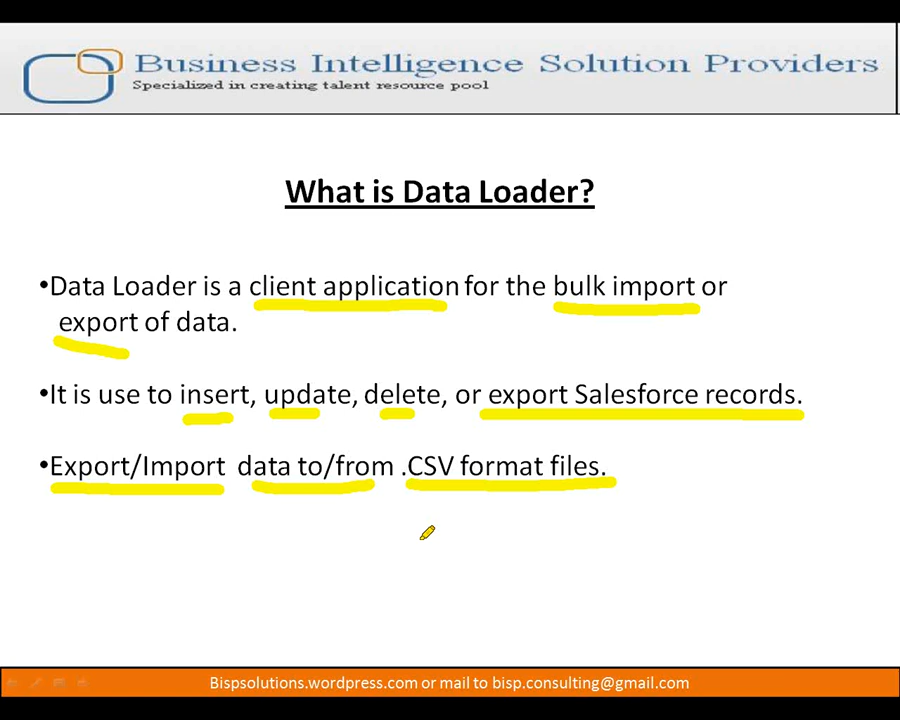 Business Intelligence Solution Providers
Specialized in creating talent resource pool
What is Data Loader?
•Data Loader is a client application for the bulk import or
export of data.
•It is use to insert, update, delete, or export Salesforce records.
•Export/Import data to/from .CSV format files.
Bispsolutions.wordpress.com or mail to bisp.consulting@gmail.com